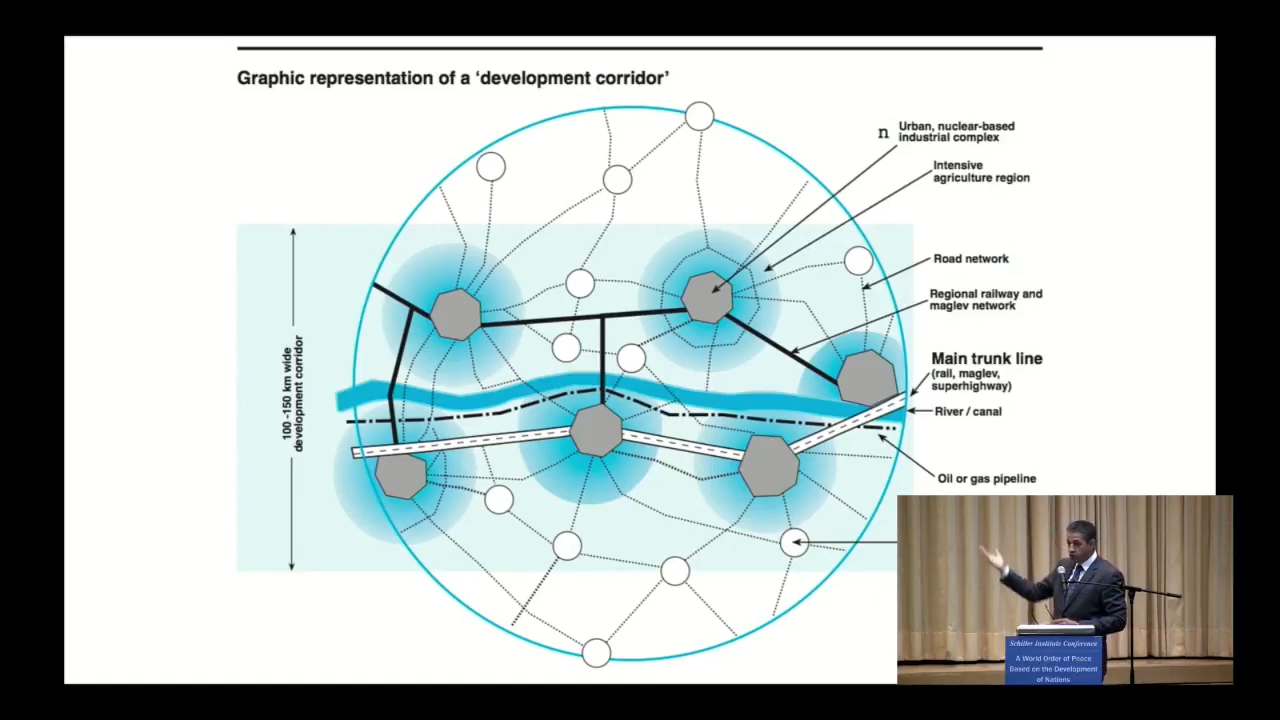 Graphic representation of a ‘development corridor’
n
Urban, nuclear-based
industrial complex
Intensive
agriculture region
Road network
Regional railway and
maglev network
Main trunk line
(rail, maglev,
superhighway)
River / canal
Oil or gas pipeline
100 -150 km wide
development corridor
Schiller Institute Conference
A World Order of Peace
Based on the Development
of Nations